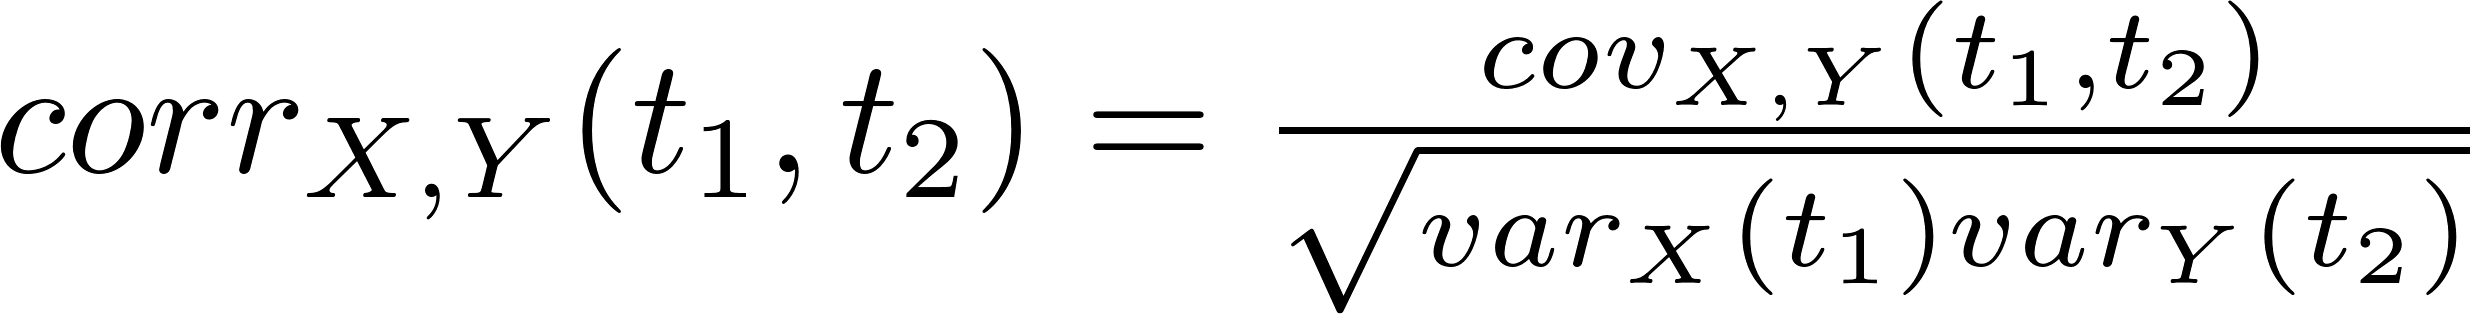 corr_{X,Y}(t_1, t_2) = \frac{cov_{X,Y}(t_1,t_2)}{\sqrt{var_X(t_1)var_Y(t_2)}}